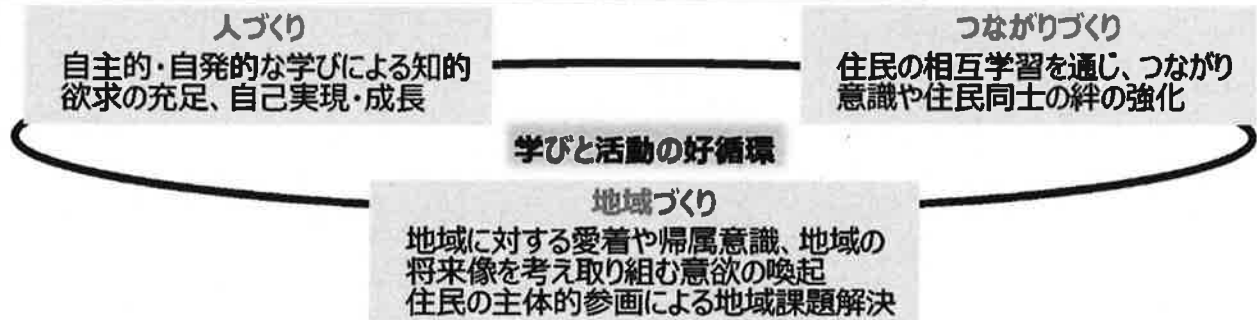 人づくり
自主的・自発的な学びによる知的
欲求の充足、自己実現・成長
つながりづくり
住民の相互学習を通じ、つながり
意識や住民同士の絆の強化
学びと活動の好循環
地域づくり
地域に対する愛着や帰属意識、地域の
将来像を考え取り組む意欲の喚起
住民の主体的参画による地域課題解決